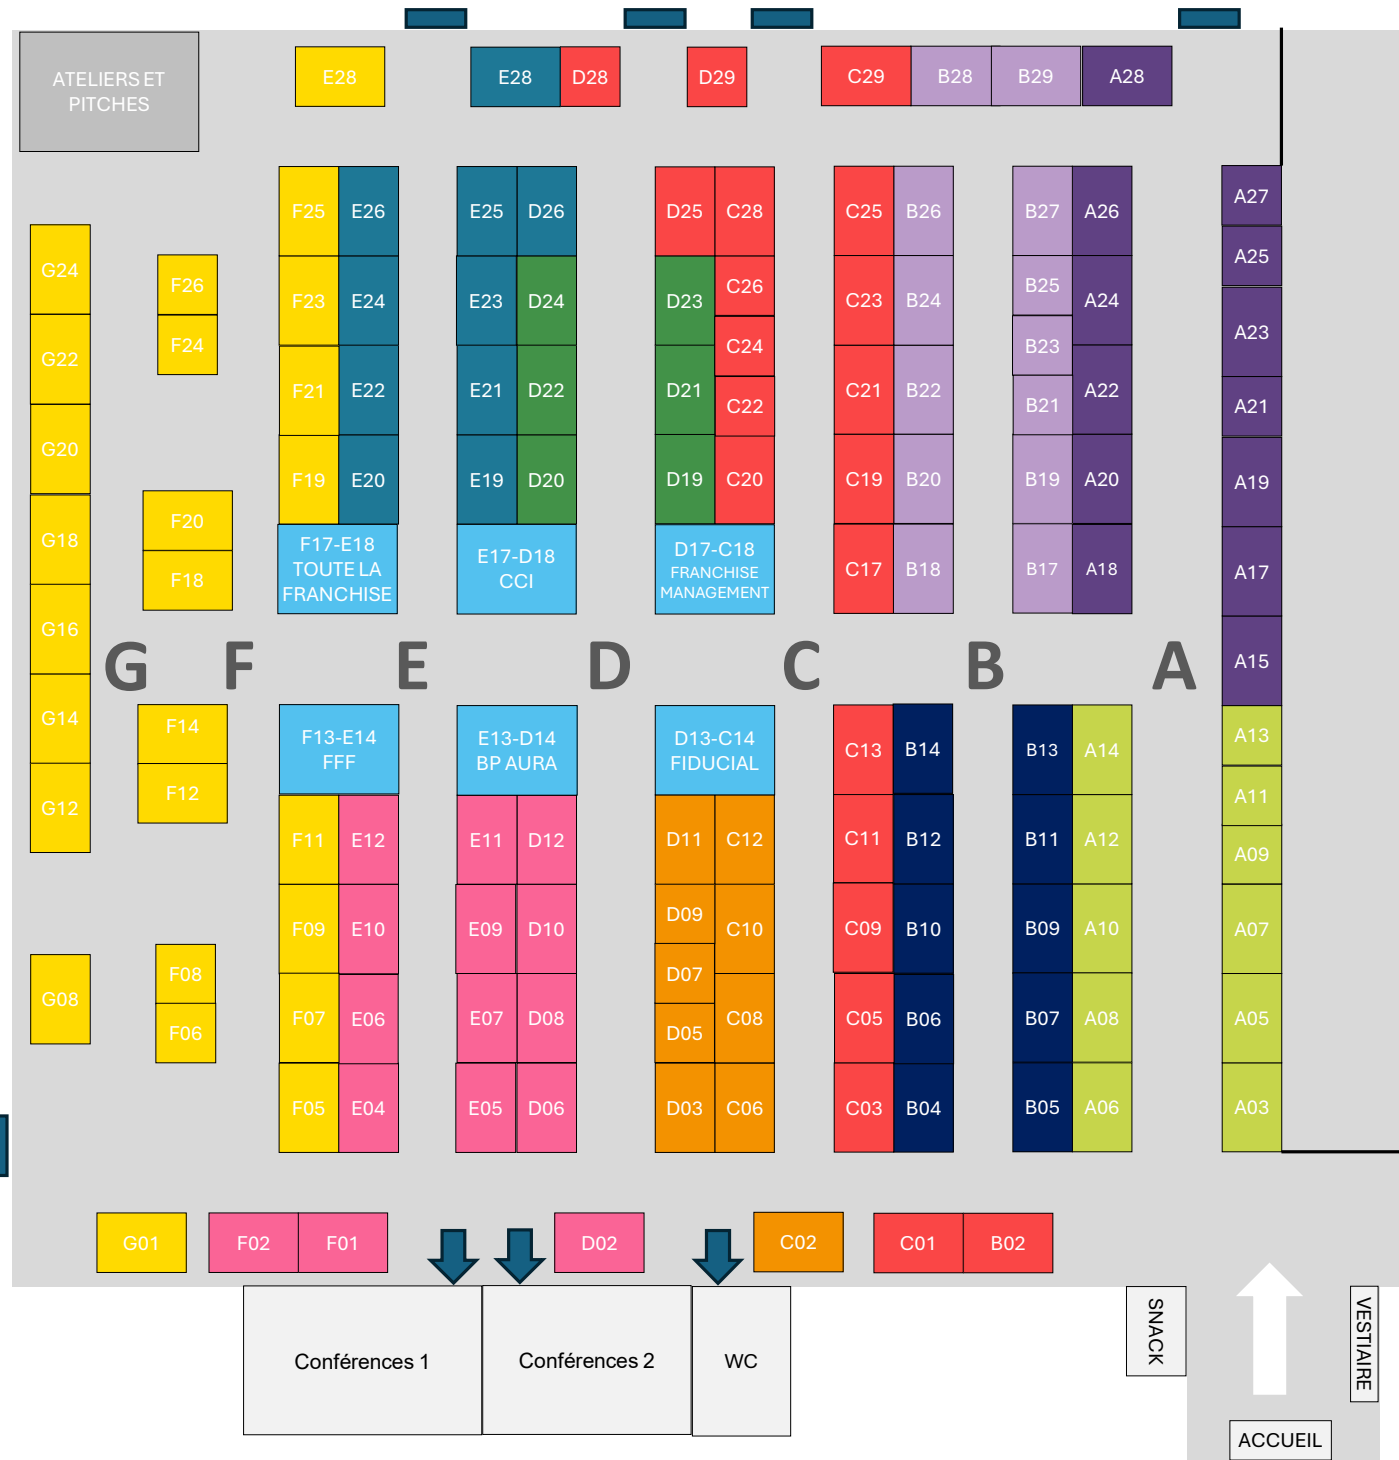 ATELIERS ET
PITCHES
E28
E28
D28
D29
C29
B28
B29
A28
F25
E26
E25
D26
D25
C28
C25
B26
B27
A26
A27
G24
F26
F23
E24
E23
D24
D23
C26
C23
B24
B25
A24
A25
G22
F24
C24
B23
A23
F21
E22
E21
D22
D21
C22
C21
B22
B21
A22
A21
G20
F19
E20
E19
D20
D19
C20
C19
B20
B19
A20
A19
G18
F20
F18
F17-E18
TOUTE LA
FRANCHISE
E17-D18
CCI
D17-C18
FRANCHISE
MANAGEMENT
C17
B18
B17
A18
A17
G16
G
F
E
D
C
B
A
A15
G14
F14
F13-E14
FFF
E13-D14
BP AURA
D13-C14
FIDUCIAL
C13
B14
B13
A14
A13
G12
F12
A11
F11
E12
E11
D12
D11
C12
C11
B12
B11
A12
A09
F09
E10
E09
D10
D09
C10
C09
B10
B09
A10
A07
G08
F08
D07
F06
F07
E06
E07
D08
D05
C08
C05
B06
B07
A08
A05
F05
E04
E05
D06
D03
C06
C03
B04
B05
A06
A03
G01
F02
F01
D02
C02
C01
B02
Conférences 1
Conférences 2
WC
SNACK
VESTIAIRE
ACCUEIL